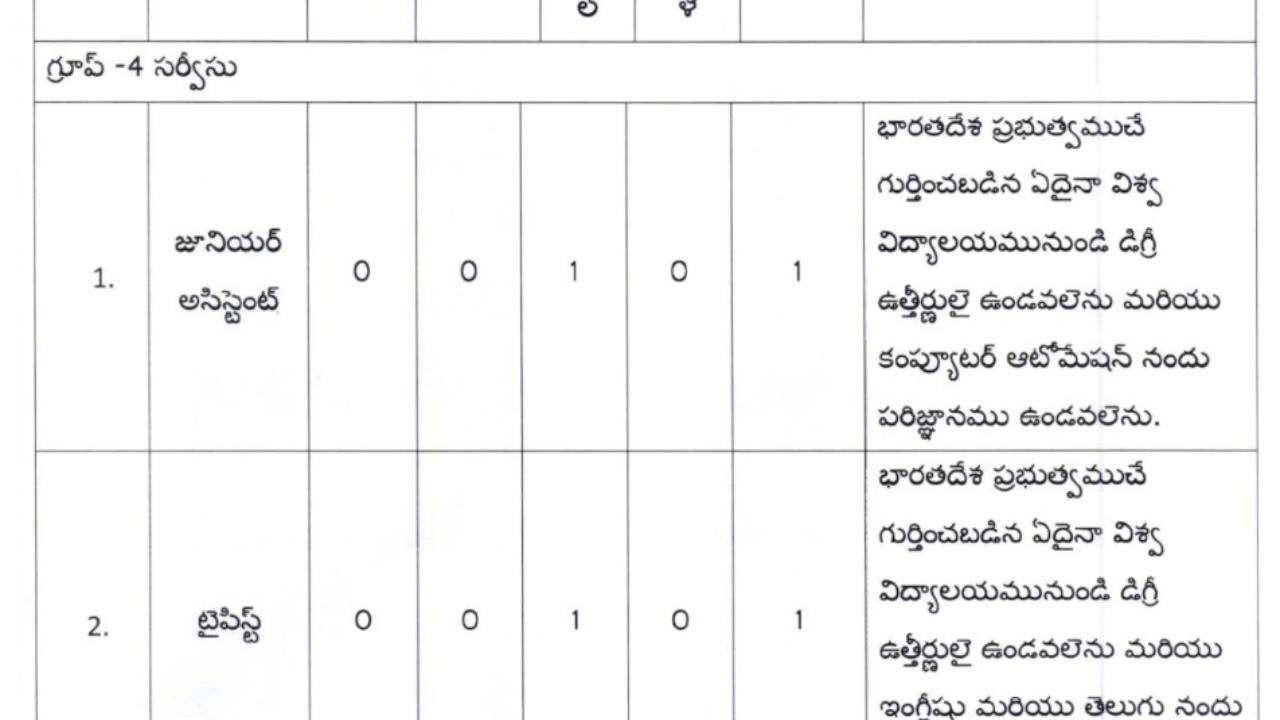 ల ళ
గ్రూప్ -4 సర్వీసు
భారతదేశ ప్రభుత్వముచే
గుర్తించబడిన ఏదైనా విశ్వ
జూనియర్ విద్యాలయమునుండి డిగ్రీ
1. 0 0 1 0 1
అసిస్టెంట్ ఉత్తీర్ణులై ఉండవలెను మరియు
కంప్యూటర్ ఆటోమేషన్ నందు
పరిజ్ఞానము ఉండవలెను.
భారతదేశ ప్రభుత్వముచే
గుర్తించబడిన ఏదైనా విశ్వ
విద్యాలయమునుండి డిగ్రీ
2. టైపిస్ట్ 0 0 1 0 1
ఉత్తీర్ణులై ఉండవలెను మరియు
ఇంగ్లీషు మరియు తెలుగు నందు